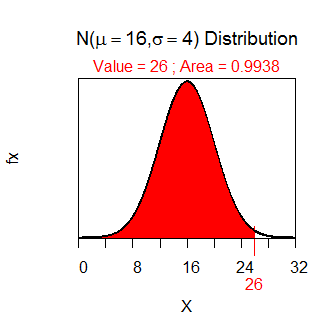 N(μ = 16,σ = 4) Distribution
Value = 26 ; Area = 0.9938
fx
0 8 16 24 32
26
X